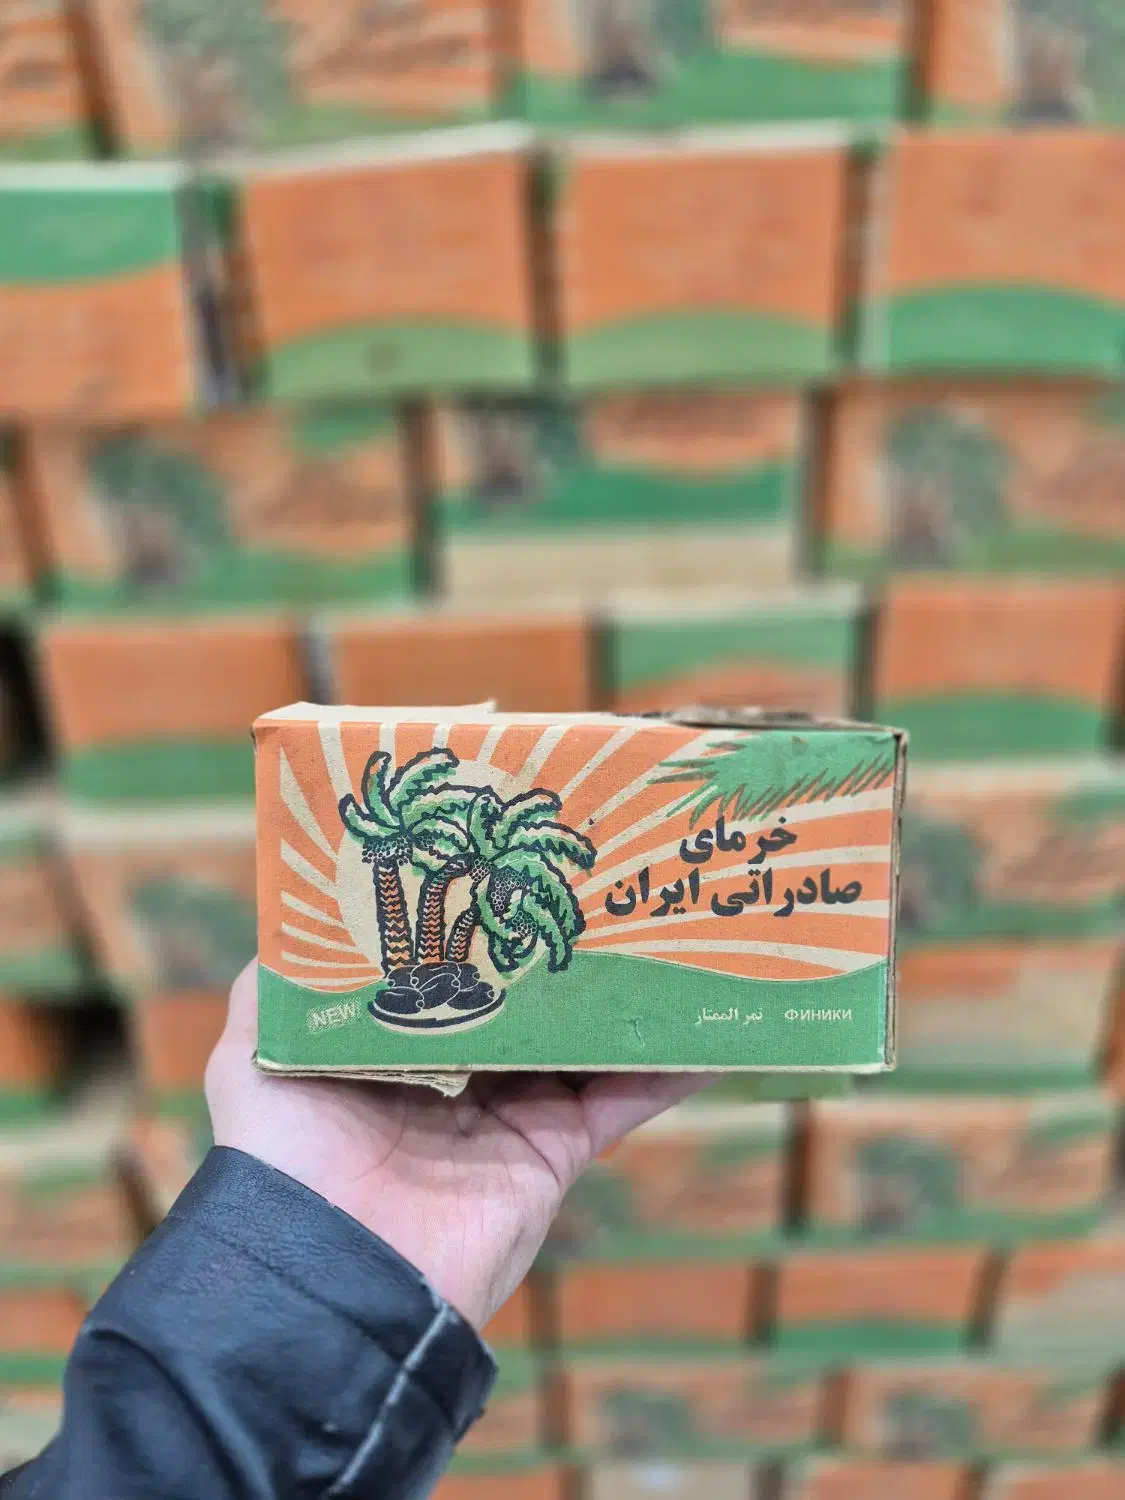 خرمای
صادراتی ایران
NEW
تمر الممتاز ФИНИКИ